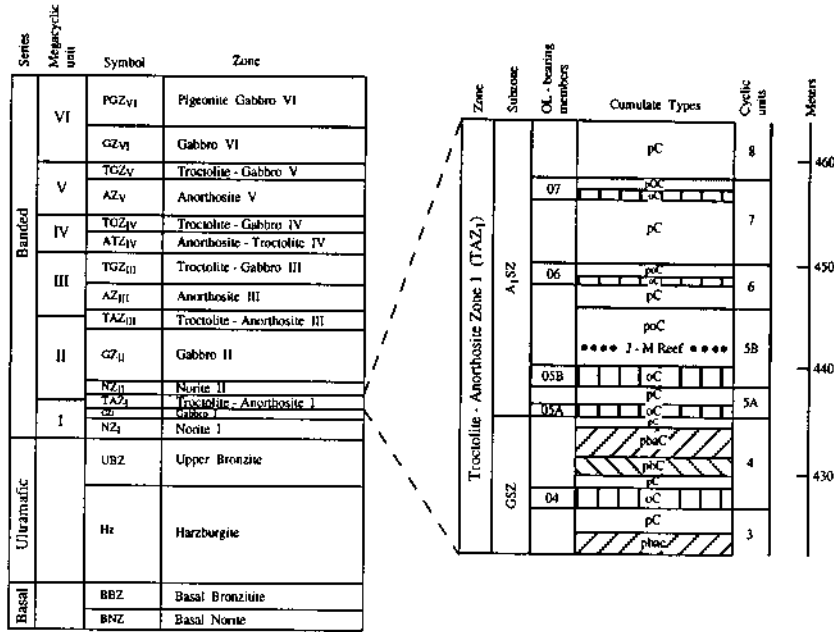 Series
Megacyclic unit
Symbol
Zone
Banded
VI
PGZVI Pigeonite Gabbro VI
GZVI Gabbro VI
V
TGZV Troctolite - Gabbro V
AZV Anorthosite V
IV
TGZIV Troctolite - Gabbro IV
ATZIV Anorthosite - Troctolite IV
III
TGZIII Troctolite - Gabbro III
AZIII Anorthosite III
II
TAZIII Troctolite - Anorthosite III
GZII Gabbro II
NZII Norite II
TAZI Troctolite - Anorthosite I
I
GZI Gabbro I
NZI Norite I
Ultramafic
UBZ Upper Bronzite
Hz Harzburgite
Basal
BBZ Basal Bronzitite
BNZ Basal Norite
Zone
Subzone
OL - bearing
members
Cumulate Types
Cyclic
units
Meters
Troctolite - Anorthosite Zone 1 (TAZ1)
A1SZ
GSZ
pC 8
460
07 poC
oC
pC 7
450
06 poC
oC
pC 6
poC
J - M Reef 5B
440
05B oC
pC 5A
05A oC
pC
pbaC
4
pbC
430
pC
04 oC
pC
3
pbac